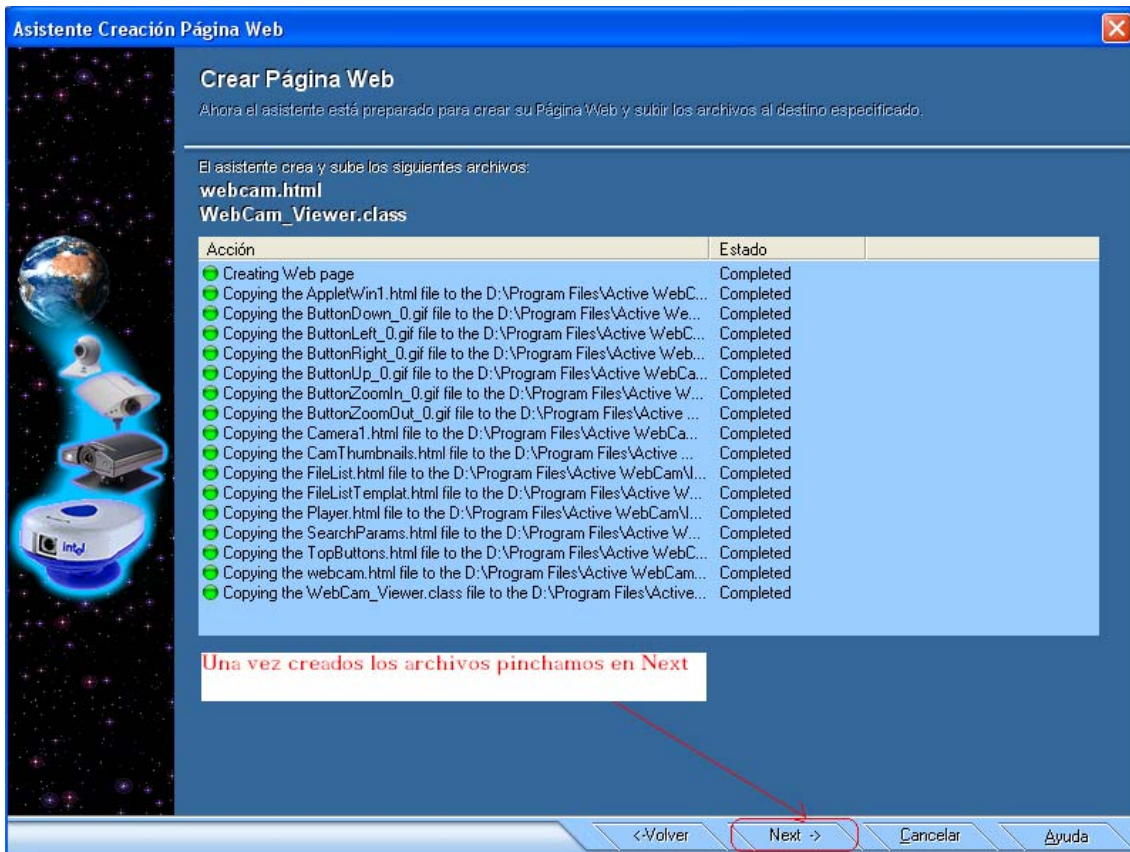 Asistente Creación Página Web
Crear Página Web
Ahora el asistente está preparado para crear su Página Web y subir los archivos al destino especificado.
El asistente crea y sube los siguientes archivos:
webcam.html
WebCam_Viewer.class
Acción Estado
Creating Web page Completed
Copying the AppletWin1.html file to the D:\Program Files\Active WebC... Completed
Copying the ButtonDown_0.gif file to the D:\Program Files\Active We... Completed
Copying the ButtonLeft_0.gif file to the D:\Program Files\Active WebC... Completed
Copying the ButtonRight_0.gif file to the D:\Program Files\Active Web... Completed
Copying the ButtonUp_0.gif file to the D:\Program Files\Active WebCa... Completed
Copying the ButtonZoomIn_0.gif file to the D:\Program Files\Active W... Completed
Copying the ButtonZoomOut_0.gif file to the D:\Program Files\Active ... Completed
Copying the Camera1.html file to the D:\Program Files\Active WebCa... Completed
Copying the CamThumbnails.html file to the D:\Program Files\Active ... Completed
Copying the FileList.html file to the D:\Program Files\Active WebCam\I... Completed
Copying the FileListTemplat.html file to the D:\Program Files\Active W... Completed
Copying the Player.html file to the D:\Program Files\Active WebCam\I... Completed
Copying the SearchParams.html file to the D:\Program Files\Active W... Completed
Copying the TopButtons.html file to the D:\Program Files\Active WebC... Completed
Copying the webcam.html file to the D:\Program Files\Active WebCam... Completed
Copying the WebCam_Viewer.class file to the D:\Program Files\Active... Completed
intel
Una vez creados los archivos pinchamos en Next
<-Volver Next -> Cancelar Ayuda